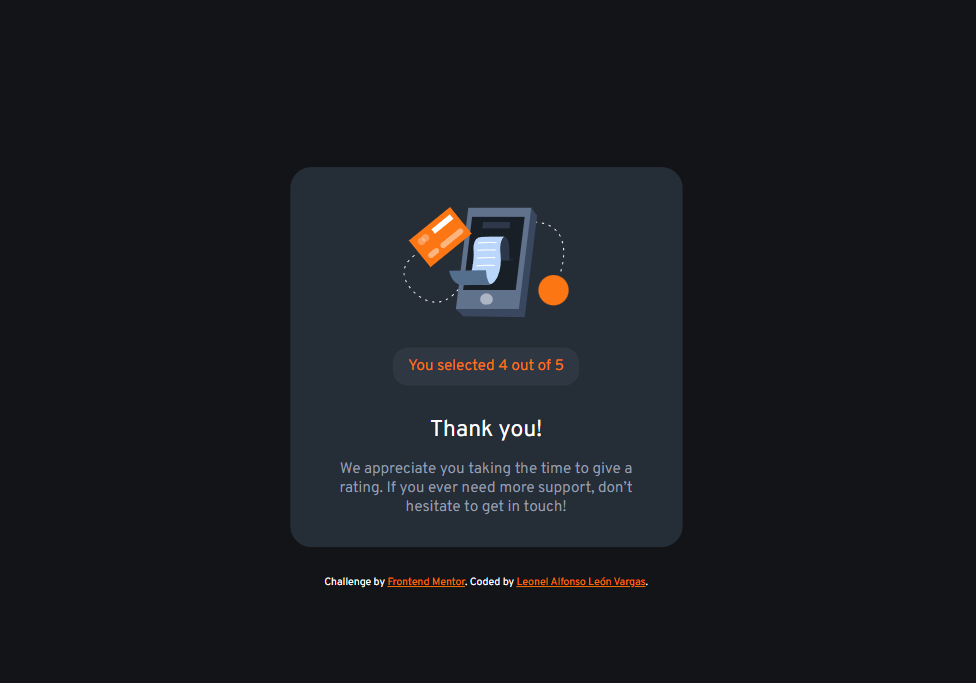 You selected 4 out of 5
Thank you!
We appreciate you taking the time to give a
rating. If you ever need more support, don’t
hesitate to get in touch!
Challenge by Frontend Mentor. Coded by Leonel Alfonso León Vargas.